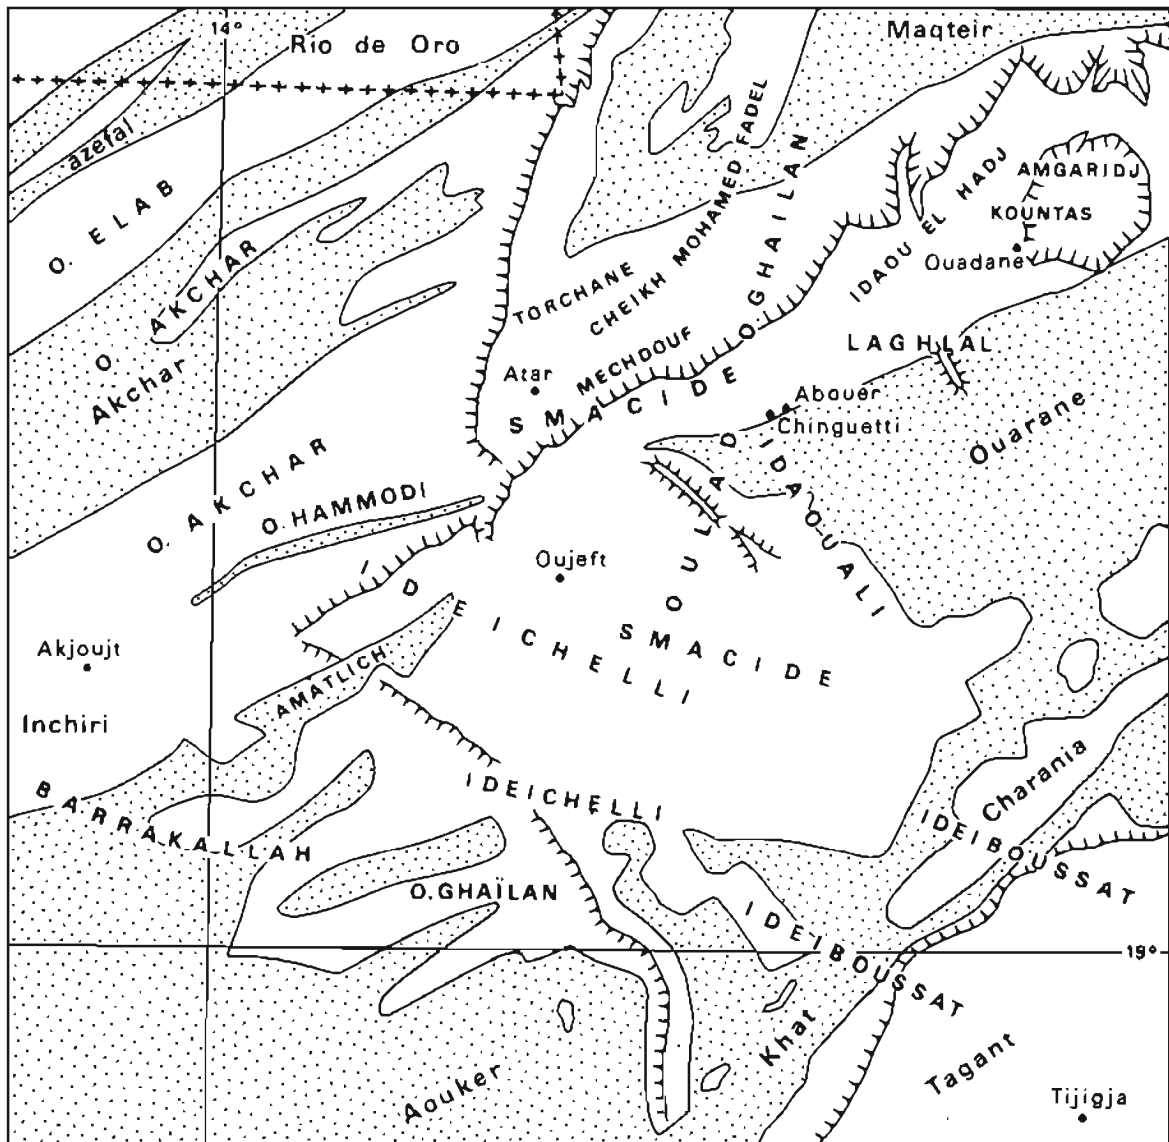 14°
Rio de Oro
Maqteir
azefal
O. ELAB
O. AKCHAR
Akchar
TORCHANE
CHEIKH MOHAMED FADEL
O GHAILAN
MECHDOUF
IDAOU EL HADJ
AMGARIDJ
KOUNTAS
Ouadane
LAGHLAL
Atar
SMACIDE
Abouer
Chinguetti
Ouarane
O. AKCHAR
O. HAMMODI
OULAD
IDAOUALI
Oujeft
IDEICHELLI
SMACIDE
Akjoujt
AMATLICH
Inchiri
BARRAKALLAH
IDEICHELLI
Charania
IDEIBOUSSAT
O. GHAÏLAN
IDEIBOUSSAT
19°
Khat
Tagant
Aouker
Tijigja